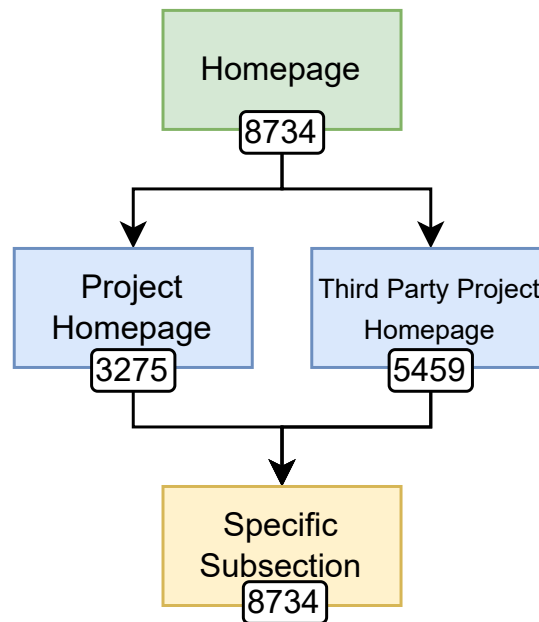 Homepage
8734
Project
Homepage
3275
Third Party Project
Homepage
5459
Specific
Subsection
8734